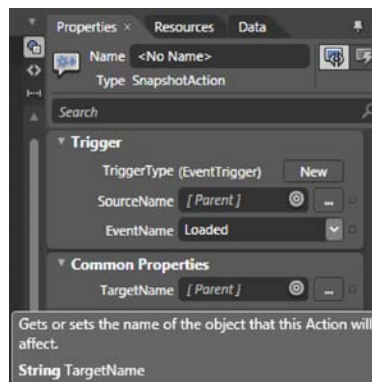 Properties × Resources Data
Name <No Name>
Type SnapshotAction
Search
Trigger
TriggerType (EventTrigger) New
SourceName [Parent] ...
EventName Loaded
Common Properties
TargetName [Parent] ...
Gets or sets the name of the object that this Action will
affect.
String TargetName